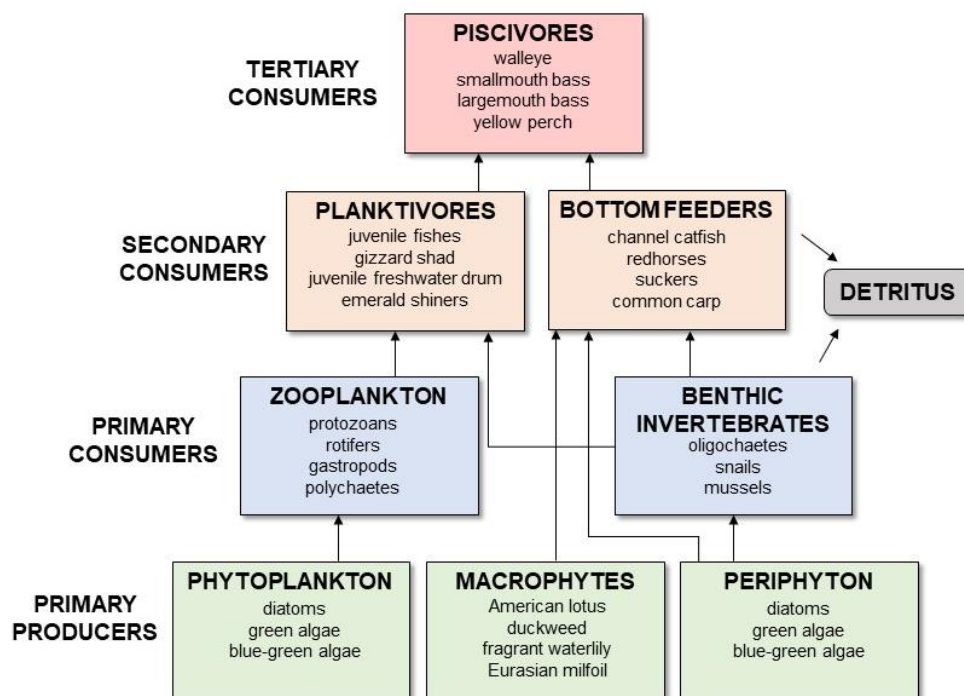 PISCIVORES
walleye
smallmouth bass
largemouth bass
yellow perch
TERTIARY
CONSUMERS
PLANKTIVORES
juvenile fishes
gizzard shad
juvenile freshwater drum
emerald shiners
BOTTOM FEEDERS
channel catfish
redhorses
suckers
common carp
SECONDARY
CONSUMERS
DETRITUS
ZOOPLANKTON
protozoans
rotifers
gastropods
polychaetes
BENTHIC
INVERTEBRATES
oligochaetes
snails
mussels
PRIMARY
CONSUMERS
PHYTOPLANKTON
diatoms
green algae
blue-green algae
MACROPHYTES
American lotus
duckweed
fragrant waterlily
Eurasian milfoil
PERIPHYTON
diatoms
green algae
blue-green algae
PRIMARY
PRODUCERS